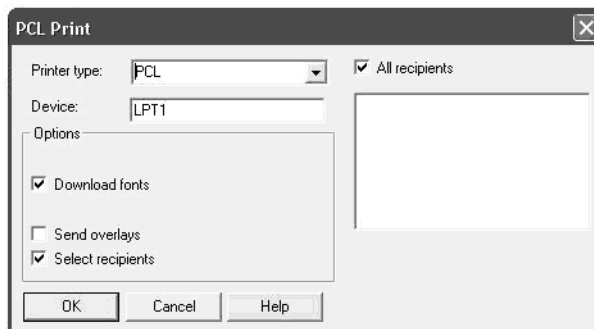 PCL Print
Printer type: PCL
All recipients
Device: LPT1
Options
Download fonts
Send overlays
Select recipients
OK Cancel Help